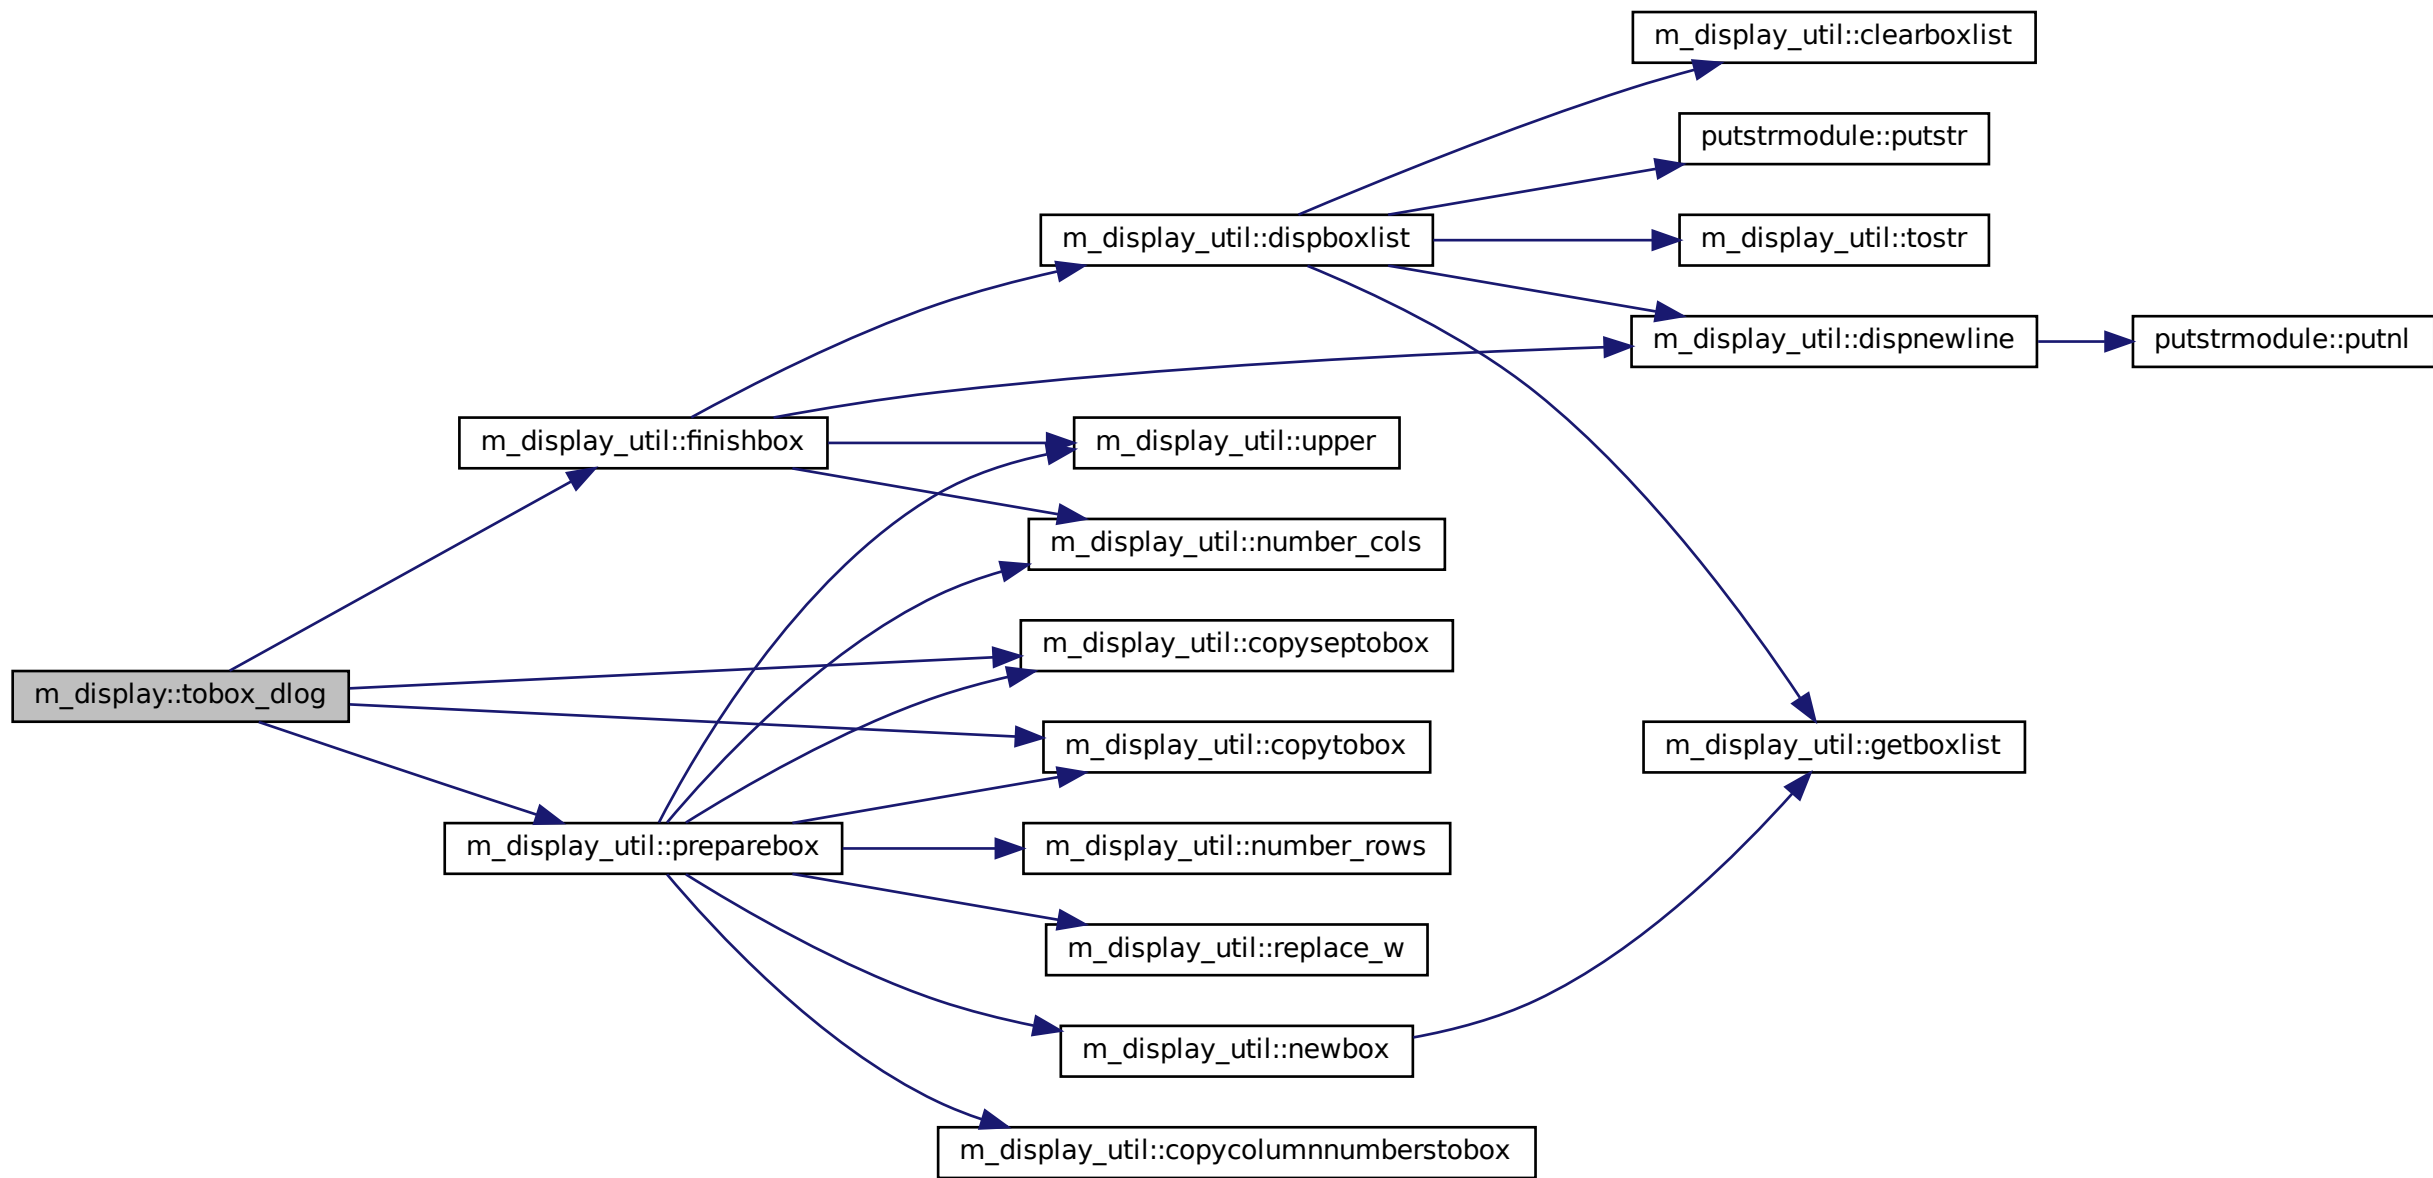 m_display_util::clearboxlist
putstrmodule::putstr
m_display_util::dispboxlist
m_display_util::tostr
m_display_util::dispnewline
putstrmodule::putnl
m_display_util::finishbox
m_display_util::upper
m_display_util::number_cols
m_display_util::copyseptobox
m_display::tobox_dlog
m_display_util::copytobox
m_display_util::getboxlist
m_display_util::preparebox
m_display_util::number_rows
m_display_util::replace_w
m_display_util::newbox
m_display_util::copycolumnnumberstobox